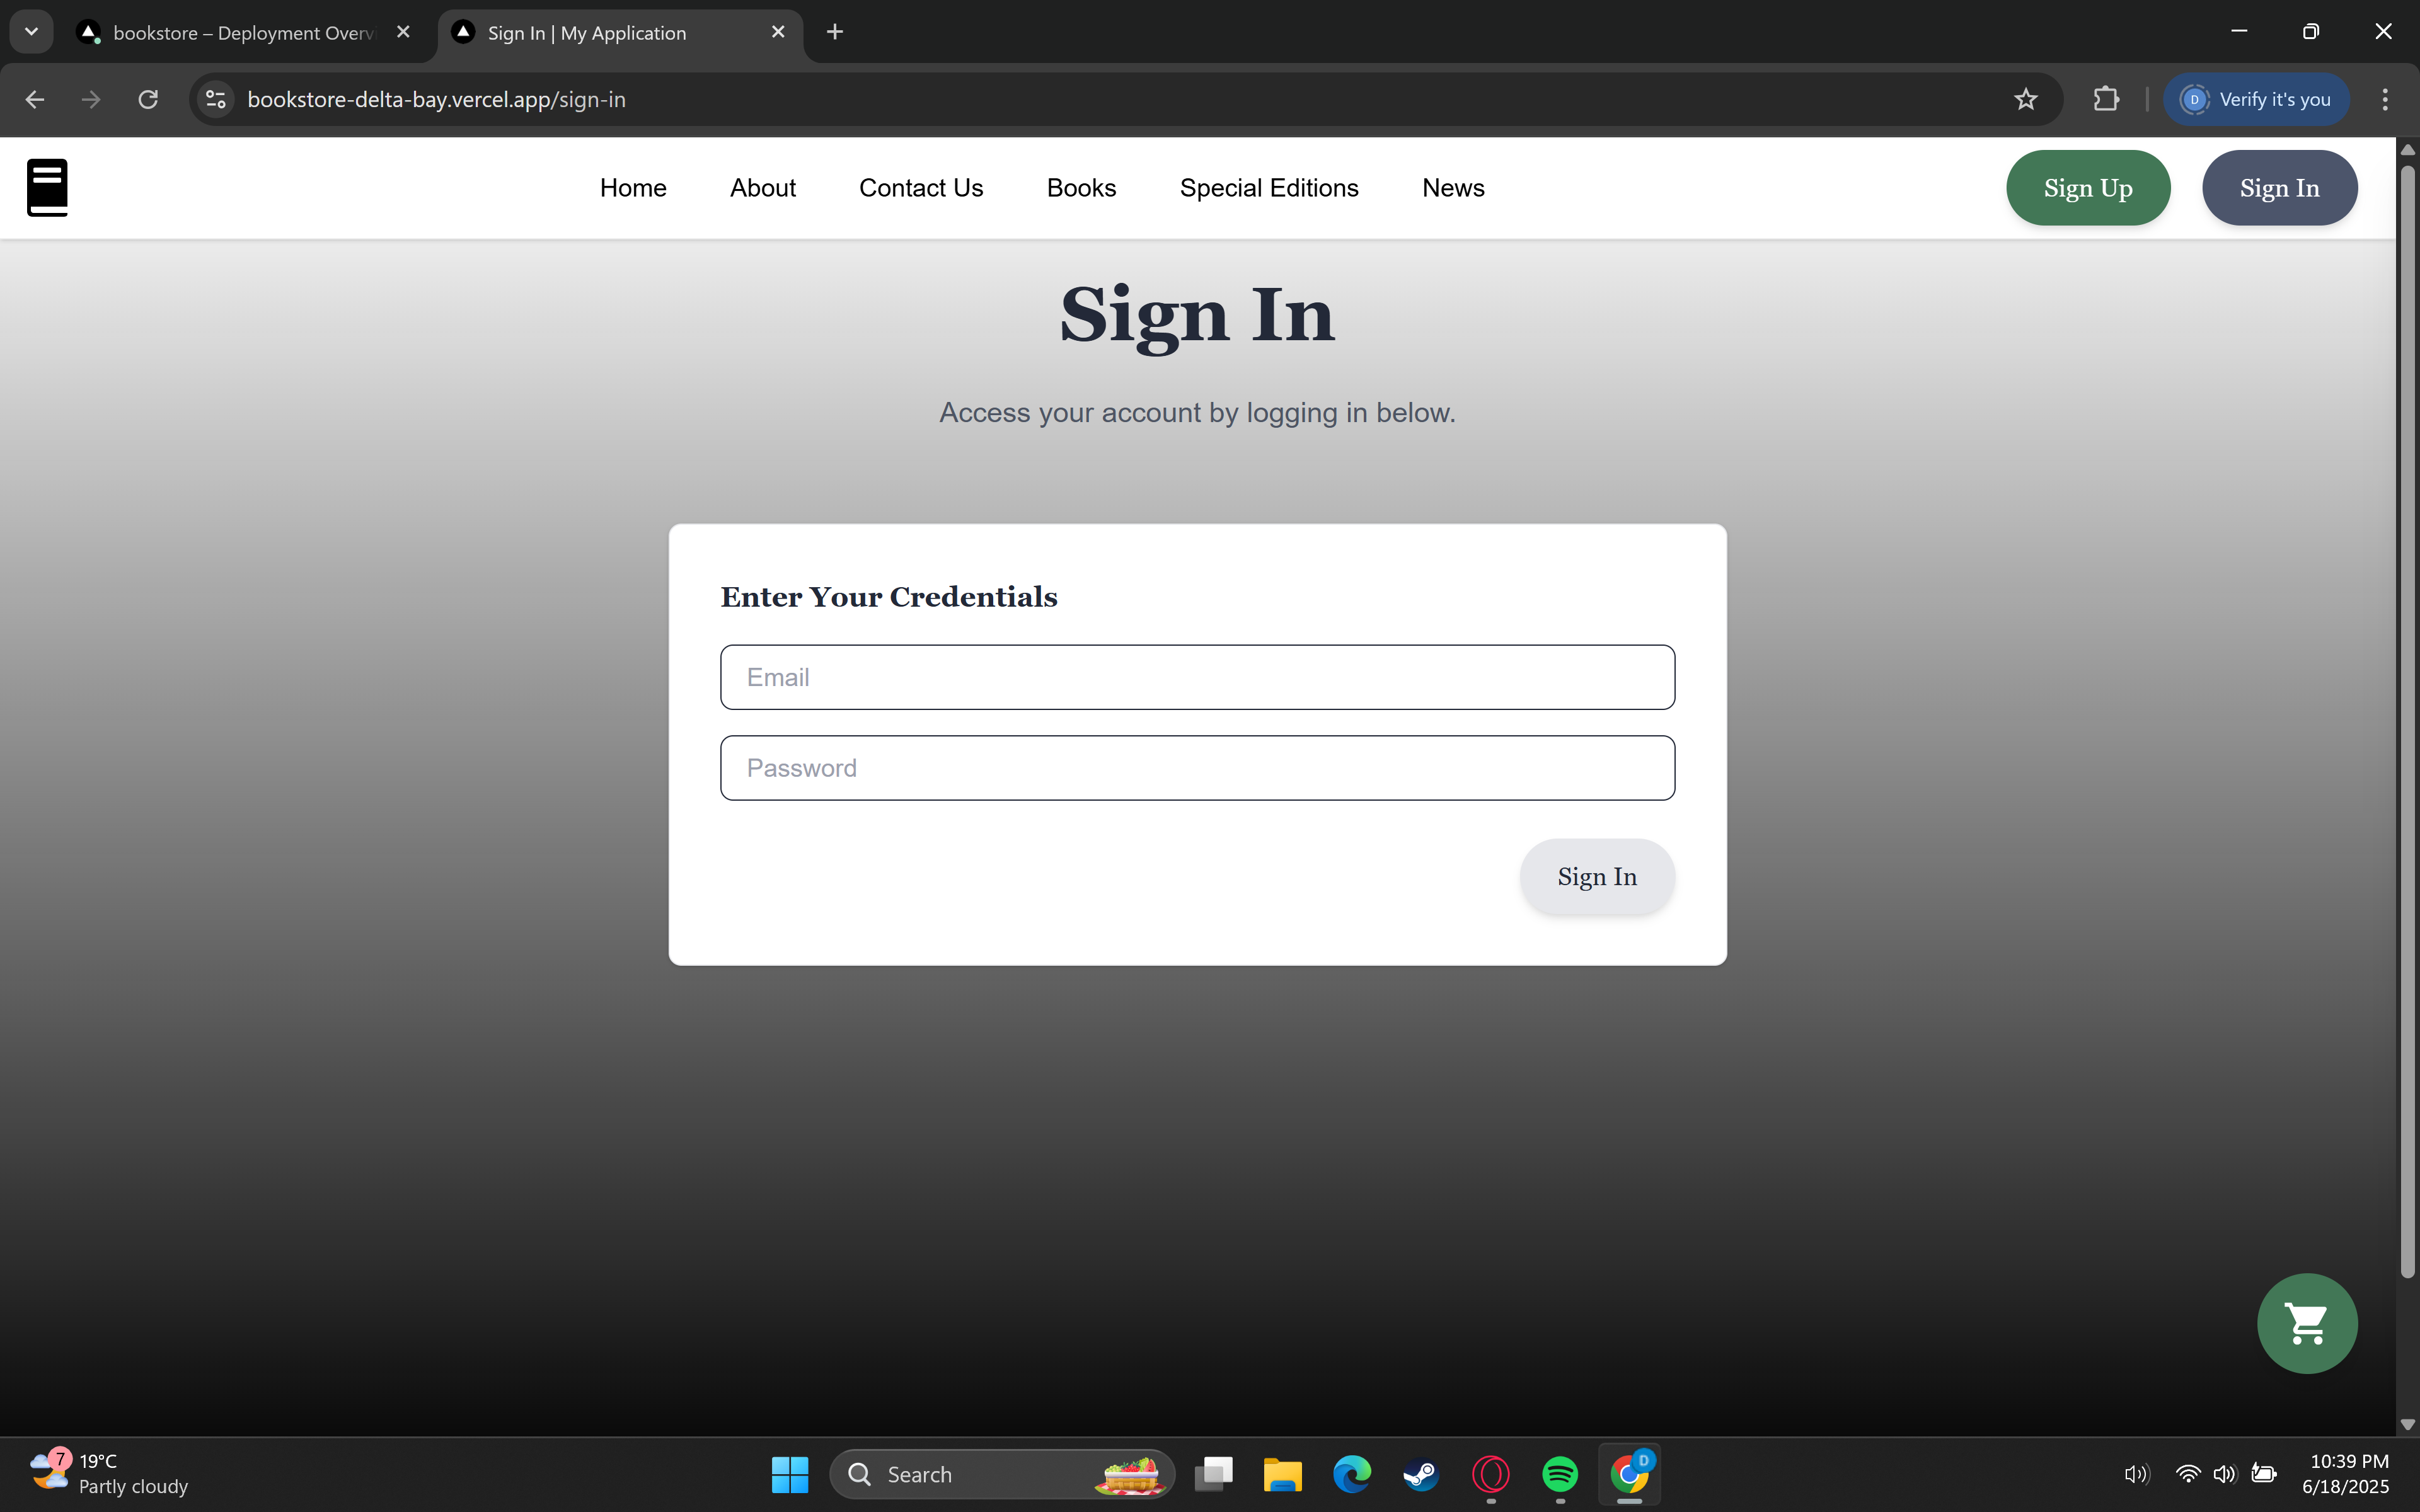 bookstore – Deployment Overv
Sign In | My Application
bookstore-delta-bay.vercel.app/sign-in
D
Verify it's you
Home
About
Contact Us
Books
Special Editions
News
Sign Up
Sign In
Sign In
Access your account by logging in below.
Enter Your Credentials
Email
Password
Sign In
7
19°C
Partly cloudy
Search
D
10:39 PM
6/18/2025